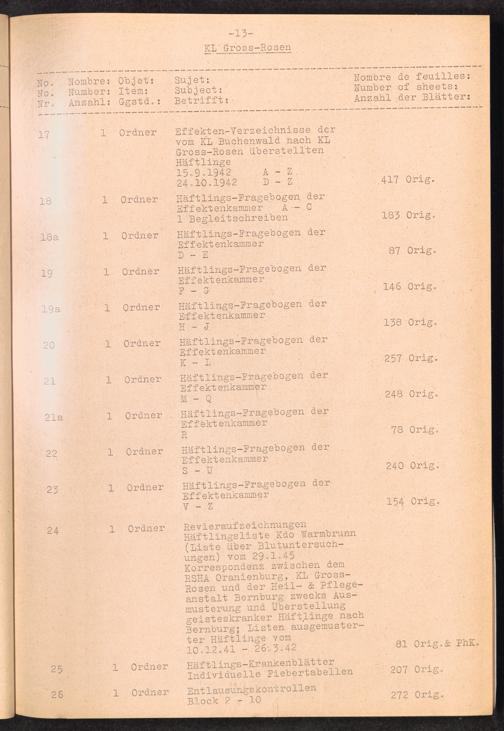 -13-
KL Gross-Rosen
No. Nombre: Objet: Sujet: Nombre de feuilles:
No. Number: Item: Subject: Number of sheets:
Nr. Anzahl: Ggstd.: Betrifft: Anzahl der Blätter:
17 1 Ordner Effekten-Verzeichnisse der
vom KL Buchenwald nach KL
Gross-Rosen überstellten
Häftlinge
15.9.1942 A - Z
24.10.1942 D - Z 417 Orig.
18 1 Ordner Häftlings-Fragebogen der
Effektenkammer A - C
1 Begleitschreiben 183 Orig.
18a 1 Ordner Häftlings-Fragebogen der
Effektenkammer
D - E 87 Orig.
19 1 Ordner Häftlings-Fragebogen der
Effektenkammer
F - G 146 Orig.
19a 1 Ordner Häftlings-Fragebogen der
Effektenkammer
H - J 138 Orig.
20 1 Ordner Häftlings-Fragebogen der
Effektenkammer
K - L 257 Orig.
21 1 Ordner Häftlings-Fragebogen der
Effektenkammer
M - Q 248 Orig.
21a 1 Ordner Häftlings-Fragebogen der
Effektenkammer
R 78 Orig.
22 1 Ordner Häftlings-Fragebogen der
Effektenkammer
S - U 240 Orig.
23 1 Ordner Häftlings-Fragebogen der
Effektenkammer
V - Z 154 Orig.
24 1 Ordner Revieraufzeichnungen
Häftlingsliste Kdo Warmbrunn
(Liste über Blutuntersuch-
ungen) vom 29.1.45
Korrespondenz zwischen dem
RSHA Oranienburg, KL Gross-
Rosen und der Heil- & Pflege-
anstalt Bernburg zwecks Aus-
musterung und Überstellung
geisteskranker Häftlinge nach
Bernburg; Listen ausgemuster-
ter Häftlinge vom
10.12.41 - 26.3.42 81 Orig.& PhK.
25 1 Ordner Häftlings-Krankenblätter
Individuelle Fiebertabellen 207 Orig.
26 1 Ordner Entlausungskontrollen
Block 2 - 10 272 Orig.